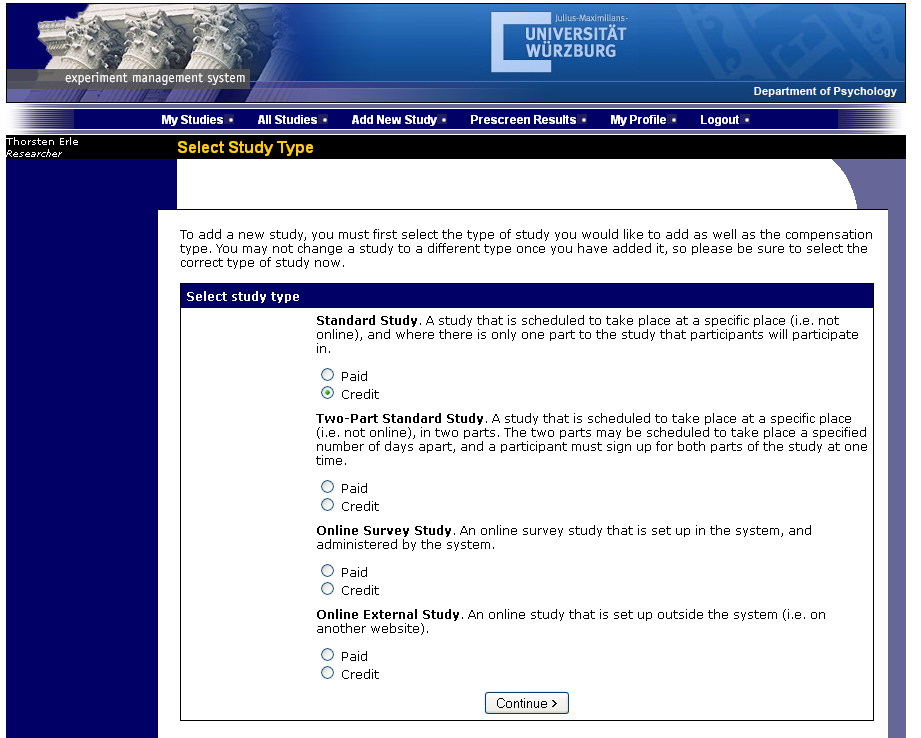 Julius-Maximilians-
UNIVERSITÄT
WÜRZBURG
experiment management system
Department of Psychology
My Studies All Studies Add New Study Prescreen Results My Profile Logout
Thorsten Erle
Researcher
Select Study Type
To add a new study, you must first select the type of study you would like to add as well as the compensation
type. You may not change a study to a different type once you have added it, so please be sure to select the
correct type of study now.
Select study type
Standard Study. A study that is scheduled to take place at a specific place (i.e. not
online), and where there is only one part to the study that participants will participate
in.
Paid
Credit
Two-Part Standard Study. A study that is scheduled to take place at a specific place
(i.e. not online), in two parts. The two parts may be scheduled to take place a specified
number of days apart, and a participant must sign up for both parts of the study at one
time.
Paid
Credit
Online Survey Study. An online survey study that is set up in the system, and
administered by the system.
Paid
Credit
Online External Study. An online study that is set up outside the system (i.e. on
another website).
Paid
Credit
Continue >